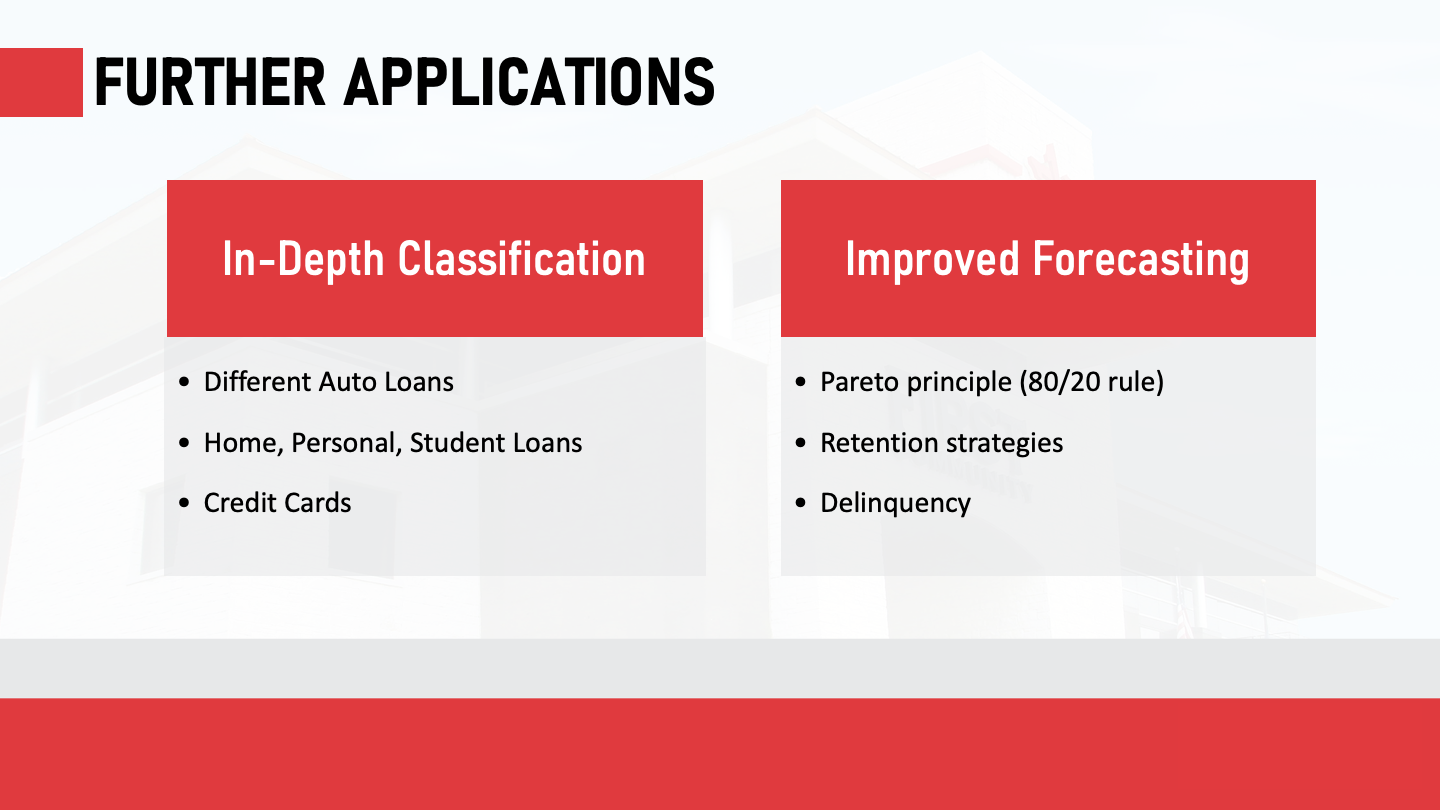 FURTHER APPLICATIONS
In-Depth Classification
• Different Auto Loans
• Home, Personal, Student Loans
• Credit Cards
Improved Forecasting
• Pareto principle (80/20 rule)
• Retention strategies
• Delinquency